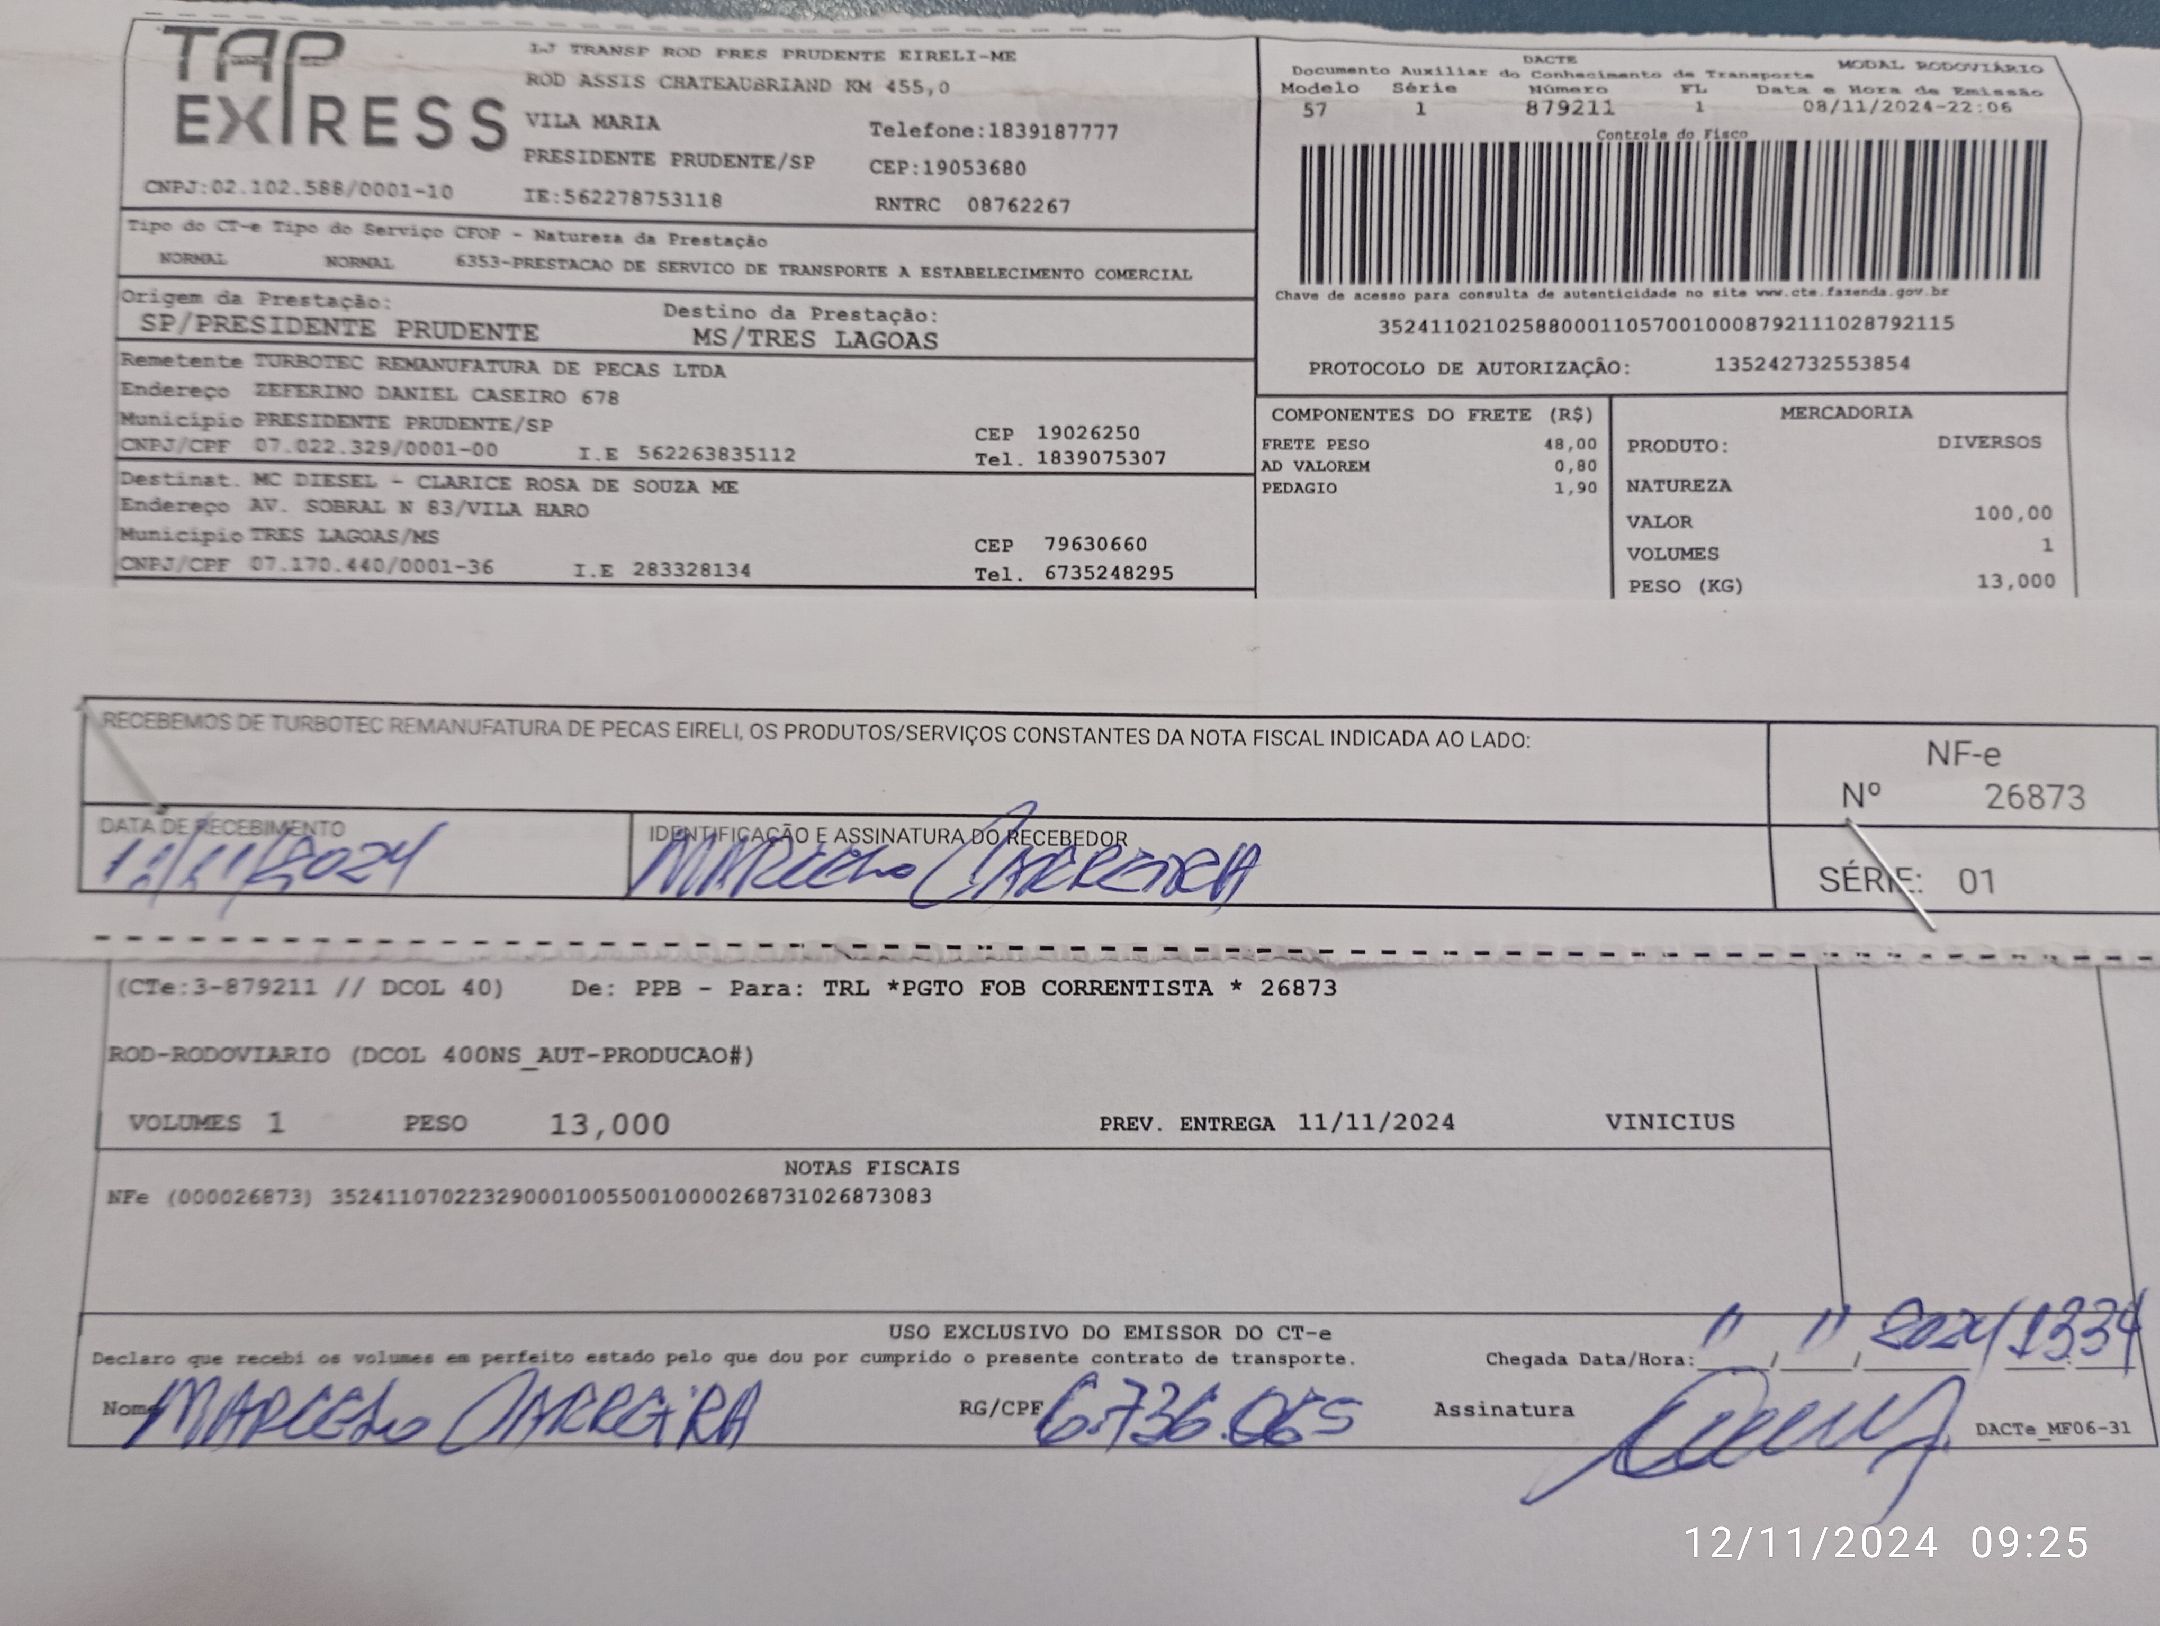 TAP EXPRESS
LJ TRANSP ROD PRES PRUDENTE EIRELI-ME
ROD ASSIS CHATEAUBRIAND KM 455,0
VILA MARIA Telefone:1839187777
PRESIDENTE PRUDENTE/SP CEP:19053680
CNPJ:02.102.588/0001-10 IE:562278753118 RNTRC 08762267
DACTE MODAL RODOVIÁRIO
Documento Auxiliar do Conhecimento de Transporte
Modelo Série Número FL Data e Hora de Emissão
57 1 879211 1 08/11/2024-22:06
Controle do Fisco
Chave de acesso para consulta de autenticidade no site www.cte.fazenda.gov.br
35241102102588000110570010008792111028792115
PROTOCOLO DE AUTORIZAÇÃO: 135242732553854
Tipo do CT-e Tipo do Serviço CFOP - Natureza da Prestação
NORMAL NORMAL 6353-PRESTACAO DE SERVICO DE TRANSPORTE A ESTABELECIMENTO COMERCIAL
Origem da Prestação: Destino da Prestação:
SP/PRESIDENTE PRUDENTE MS/TRES LAGOAS
Remetente TURBOTEC REMANUFATURA DE PECAS LTDA
Endereço ZEFERINO DANIEL CASEIRO 678
Município PRESIDENTE PRUDENTE/SP CEP 19026250
CNPJ/CPF 07.022.329/0001-00 I.E 562263835112 Tel. 1839075307
Destinat. MC DIESEL - CLARICE ROSA DE SOUZA ME
Endereço AV. SOBRAL N 83/VILA HARO
Município TRES LAGOAS/MS CEP 79630660
CNPJ/CPF 07.170.440/0001-36 I.E 283328134 Tel. 6735248295
COMPONENTES DO FRETE (R$)
FRETE PESO 48,00
AD VALOREM 0,80
PEDAGIO 1,90
MERCADORIA
PRODUTO: DIVERSOS
NATUREZA
VALOR 100,00
VOLUMES 1
PESO (KG) 13,000
RECEBEMOS DE TURBOTEC REMANUFATURA DE PECAS EIRELI, OS PRODUTOS/SERVIÇOS CONSTANTES DA NOTA FISCAL INDICADA AO LADO:
NF-e
Nº 26873
SÉRIE: 01
DATA DE RECEBIMENTO
11/11/2024
IDENTIFICAÇÃO E ASSINATURA DO RECEBEDOR
MARCELO CARREIRA
(CTe:3-879211 // DCOL 40) De: PPB - Para: TRL *PGTO FOB CORRENTISTA * 26873
ROD-RODOVIARIO (DCOL 400NS_AUT-PRODUCAO#)
VOLUMES 1 PESO 13,000 PREV. ENTREGA 11/11/2024 VINICIUS
NOTAS FISCAIS
NFe (000026873) 35241107022329000100550010000268731026873083
USO EXCLUSIVO DO EMISSOR DO CT-e
Declaro que recebi os volumes em perfeito estado pelo que dou por cumprido o presente contrato de transporte. Chegada Data/Hora: 11/11/2024 1334
Nome MARCELO CARREIRA RG/CPF 6.736.065 Assinatura
DACTe_MF06-31
12/11/2024 09:25